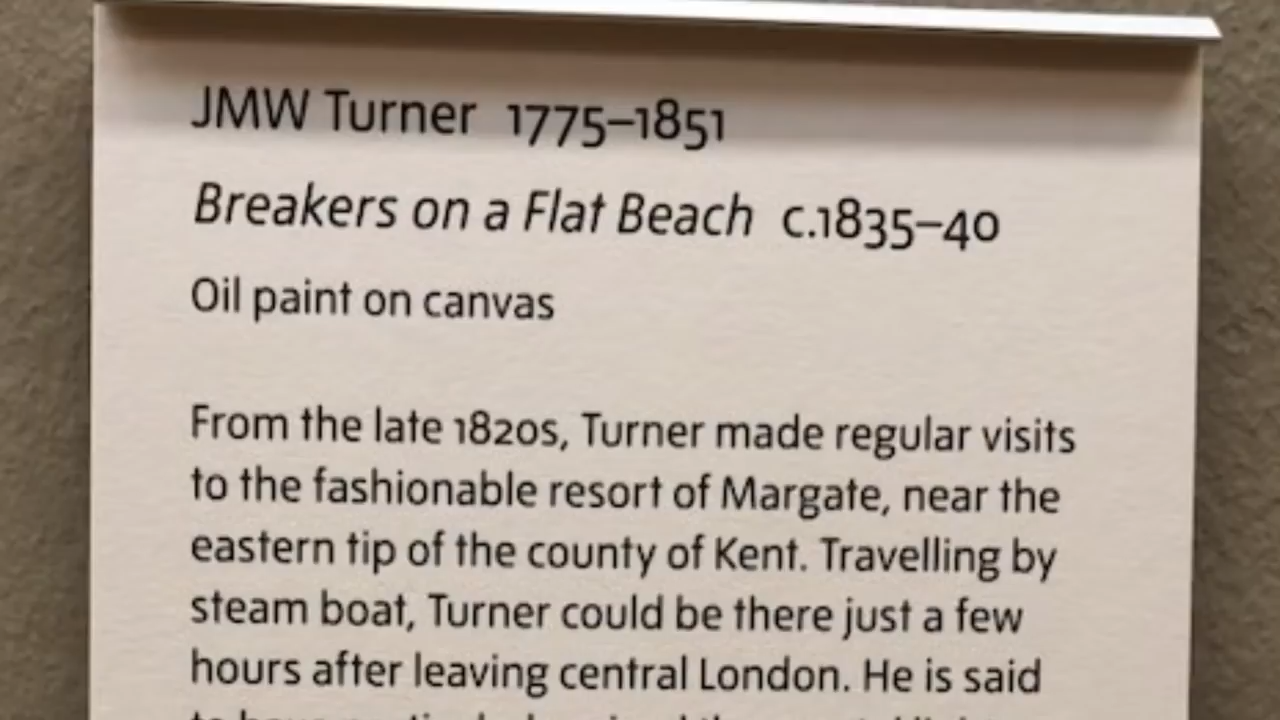 JMW Turner 1775–1851
Breakers on a Flat Beach c.1835–40
Oil paint on canvas
From the late 1820s, Turner made regular visits
to the fashionable resort of Margate, near the
eastern tip of the county of Kent. Travelling by
steam boat, Turner could be there just a few
hours after leaving central London. He is said